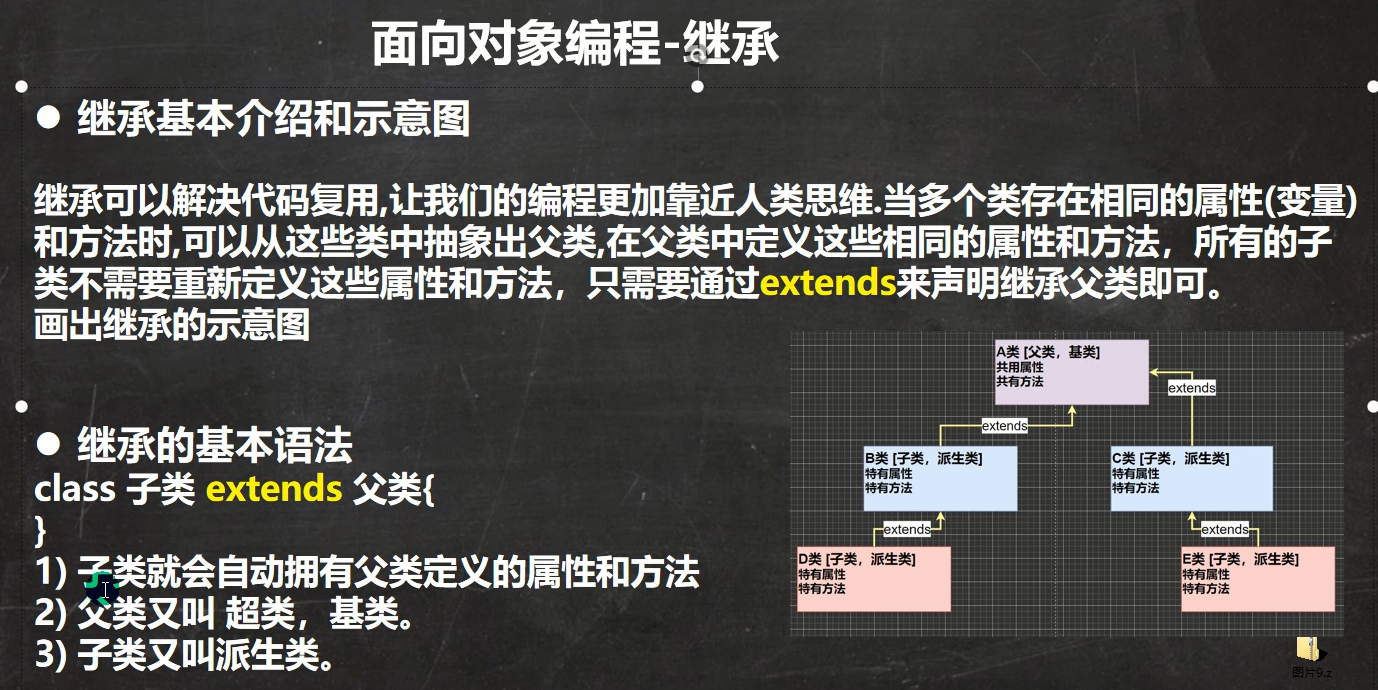 面向对象编程-继承
● 继承基本介绍和示意图
继承可以解决代码复用,让我们的编程更加靠近人类思维.当多个类存在相同的属性(变量)
和方法时,可以从这些类中抽象出父类,在父类中定义这些相同的属性和方法，所有的子
类不需要重新定义这些属性和方法，只需要通过extends来声明继承父类即可。
画出继承的示意图
● 继承的基本语法
class 子类 extends 父类{
}
1) 子类就会自动拥有父类定义的属性和方法
2) 父类又叫 超类，基类。
3) 子类又叫派生类。
A类 [父类，基类]
共用属性
共有方法
extends
extends
B类 [子类，派生类]
特有属性
特有方法
C类 [子类，派生类]
特有属性
特有方法
extends
extends
D类 [子类，派生类]
特有属性
特有方法
E类 [子类，派生类]
特有属性
特有方法
图片9.z